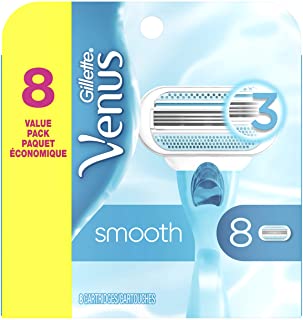 8
VALUE
PACK
PAQUET
ÉCONOMIQUE
Gillette
Venus
3
smooth
8
8 CARTRIDGES/CARTOUCHES